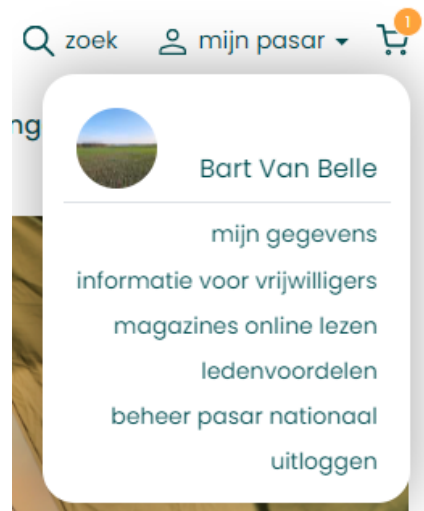 zoek mijn pasar 1
ng
Bart Van Belle
mijn gegevens
informatie voor vrijwilligers
magazines online lezen
ledenvoordelen
beheer pasar nationaal
uitloggen